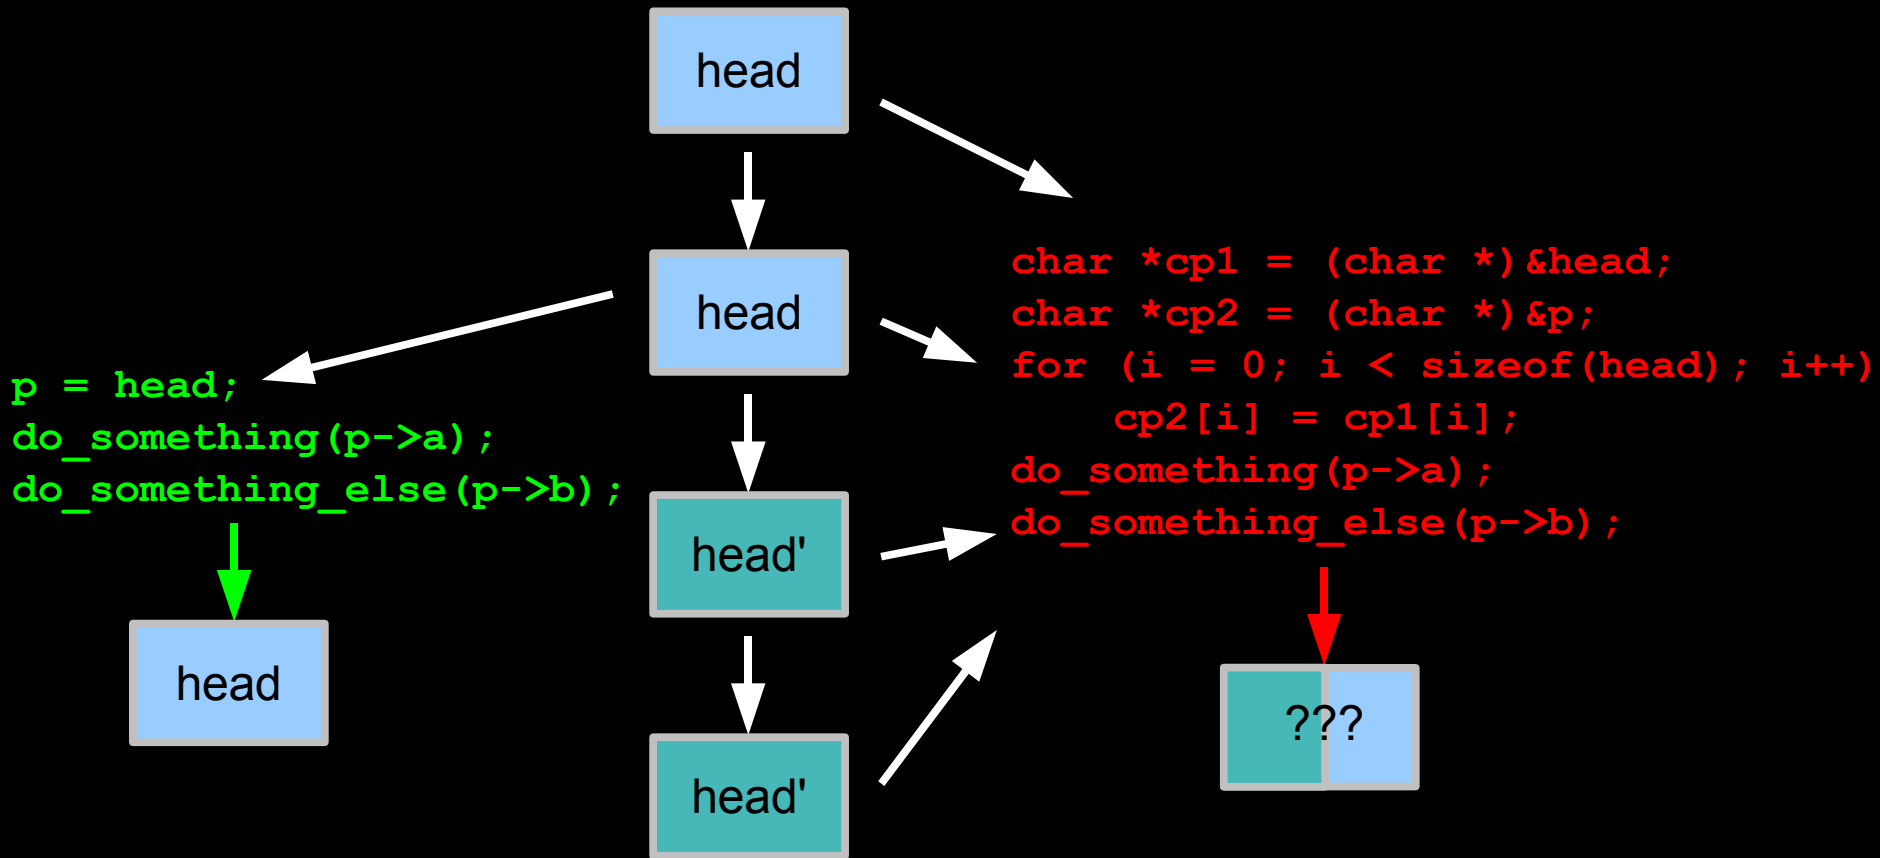 head
head
head'
head'
p = head;
do_something(p->a);
do_something_else(p->b);
head
char *cp1 = (char *)&head;
char *cp2 = (char *)&p;
for (i = 0; i < sizeof(head); i++)
    cp2[i] = cp1[i];
do_something(p->a);
do_something_else(p->b);
???